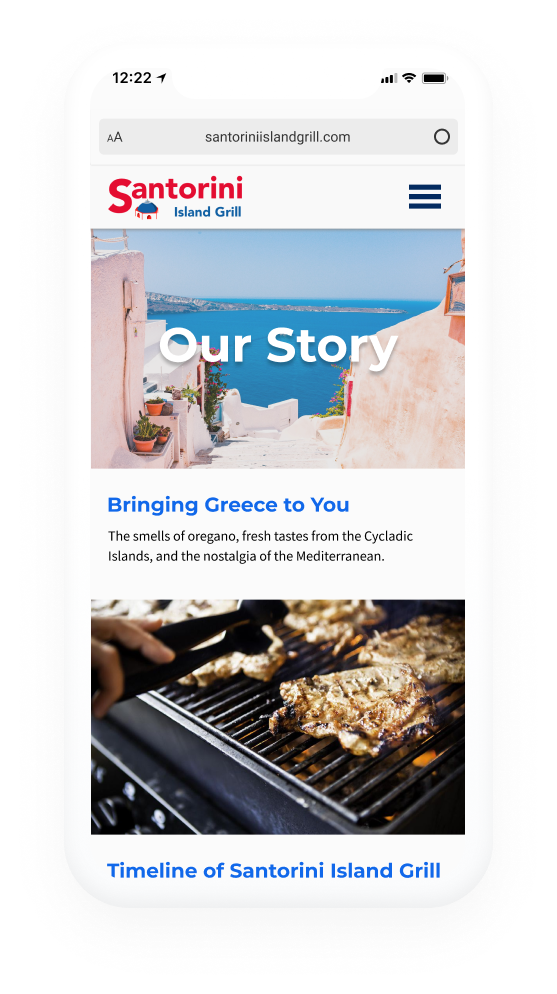 12:22
AA santoriniislandgrill.com
Santorini
Island Grill
Our Story
Bringing Greece to You
The smells of oregano, fresh tastes from the Cycladic
Islands, and the nostalgia of the Mediterranean.
Timeline of Santorini Island Grill